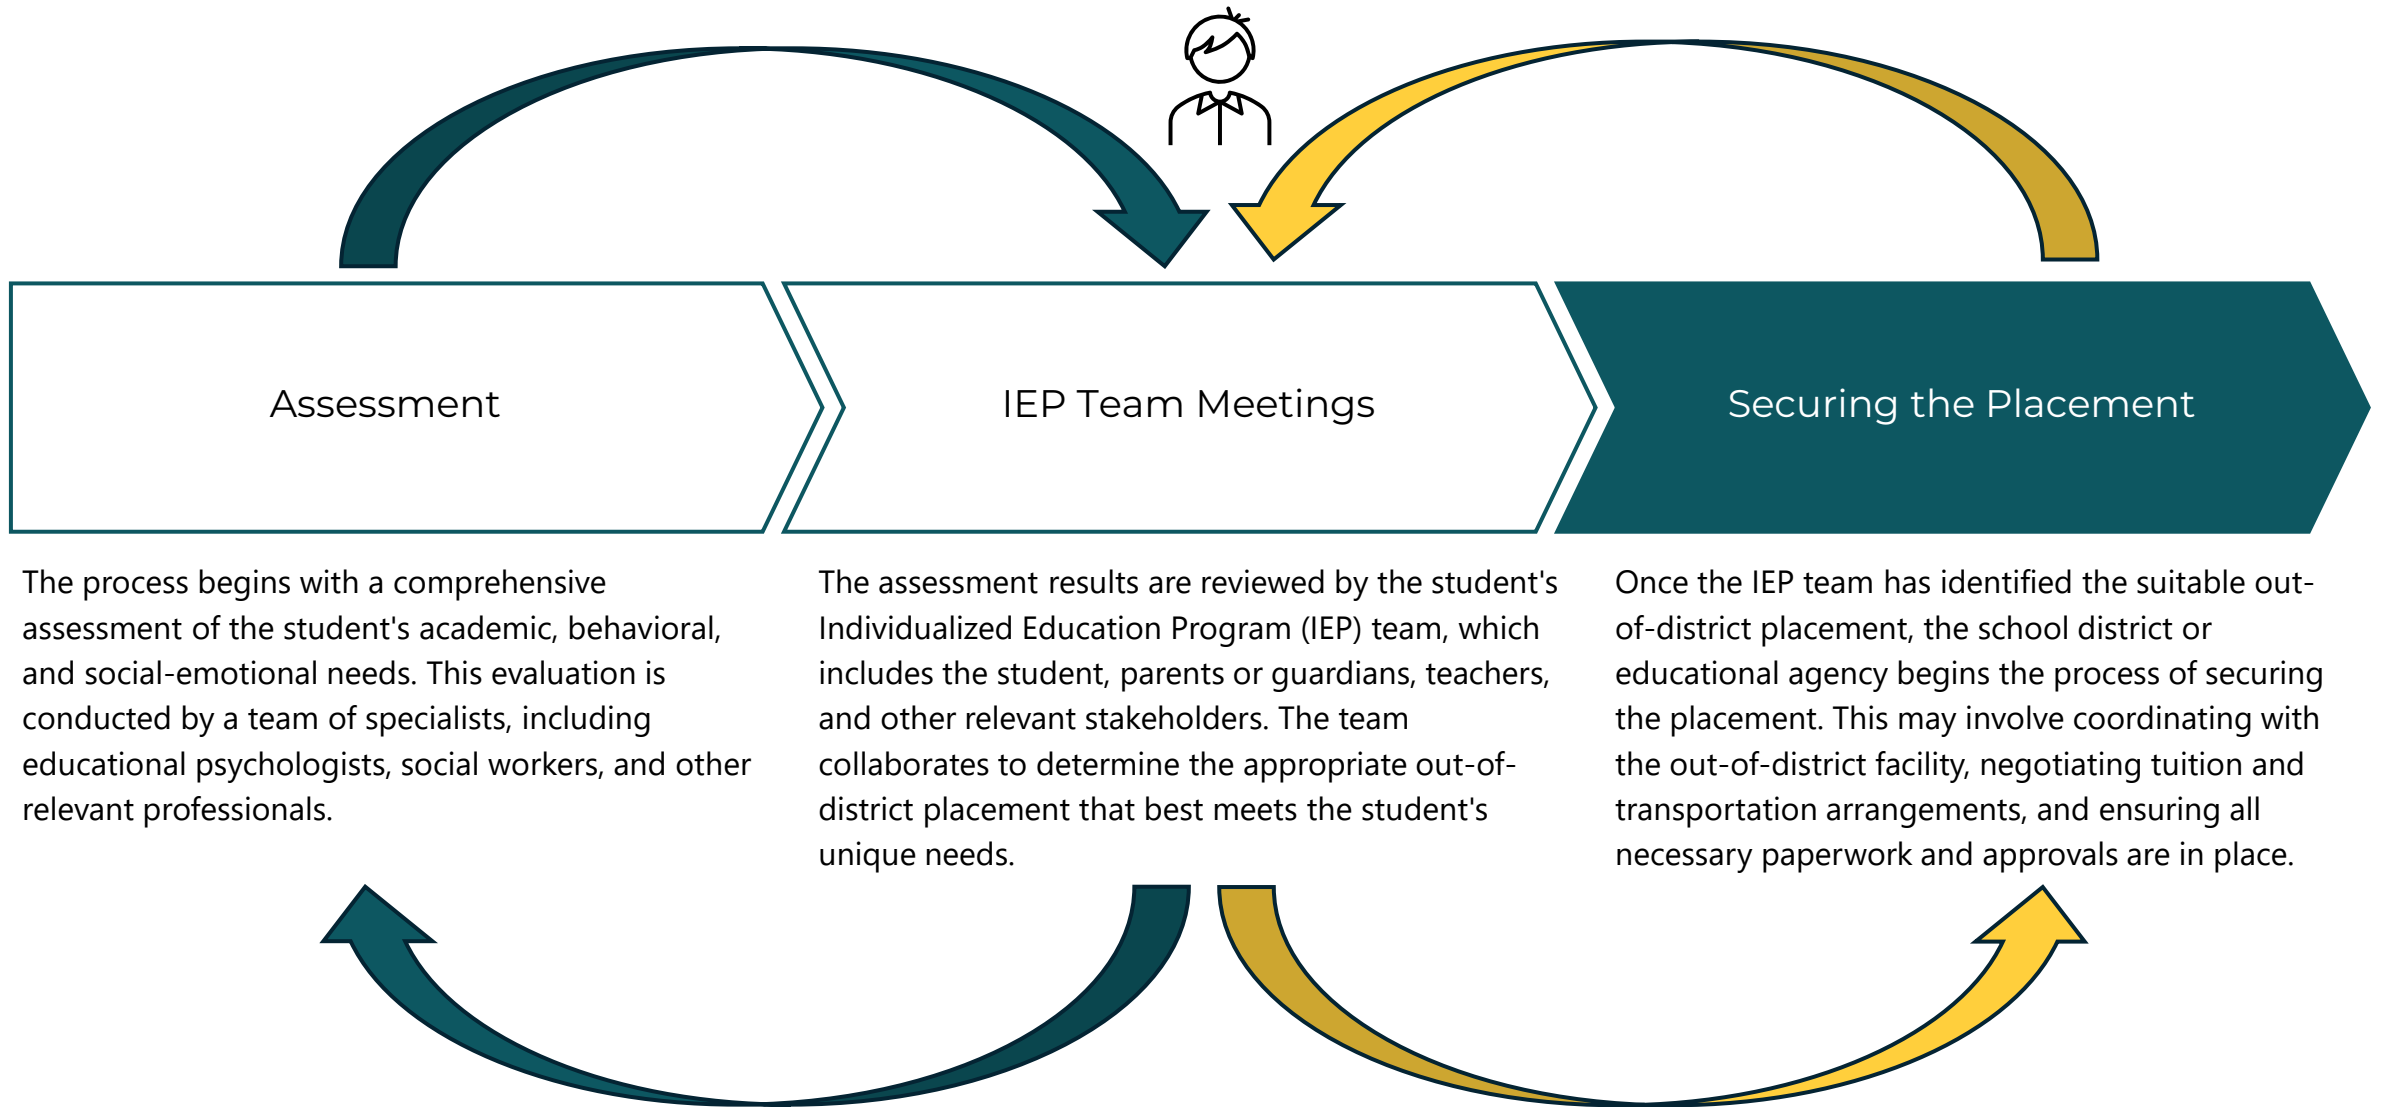 Assessment
IEP Team Meetings
Securing the Placement
The process begins with a comprehensive
assessment of the student's academic, behavioral,
and social-emotional needs. This evaluation is
conducted by a team of specialists, including
educational psychologists, social workers, and other
relevant professionals.
The assessment results are reviewed by the student's
Individualized Education Program (IEP) team, which
includes the student, parents or guardians, teachers,
and other relevant stakeholders. The team
collaborates to determine the appropriate out-of-
district placement that best meets the student's
unique needs.
Once the IEP team has identified the suitable out-
of-district placement, the school district or
educational agency begins the process of securing
the placement. This may involve coordinating with
the out-of-district facility, negotiating tuition and
transportation arrangements, and ensuring all
necessary paperwork and approvals are in place.